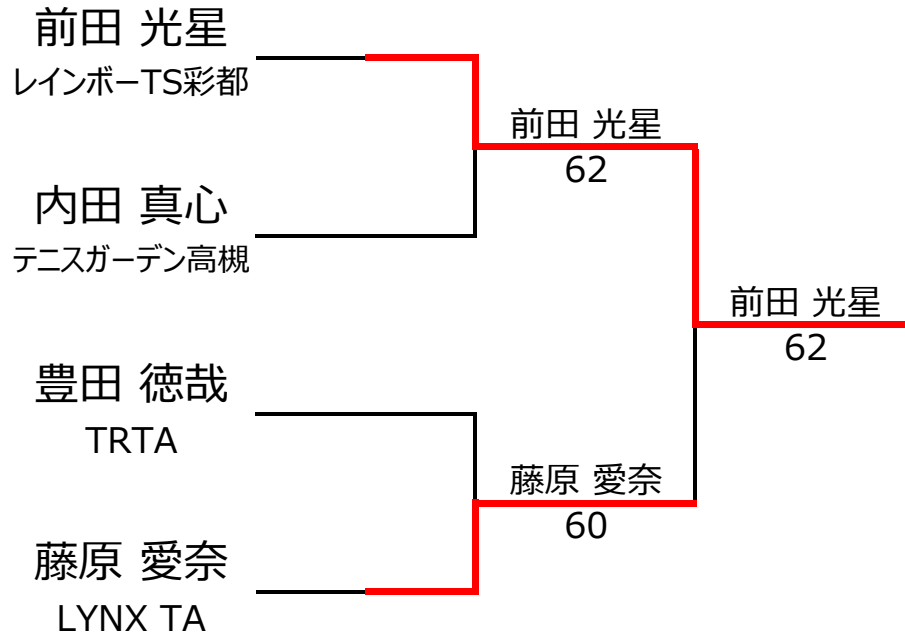 前田 光星
レインボーTS彩都
前田 光星
62
内田 真心
テニスガーデン高槻
前田 光星
62
豊田 徳哉
TRTA
藤原 愛奈
60
藤原 愛奈
LYNX TA